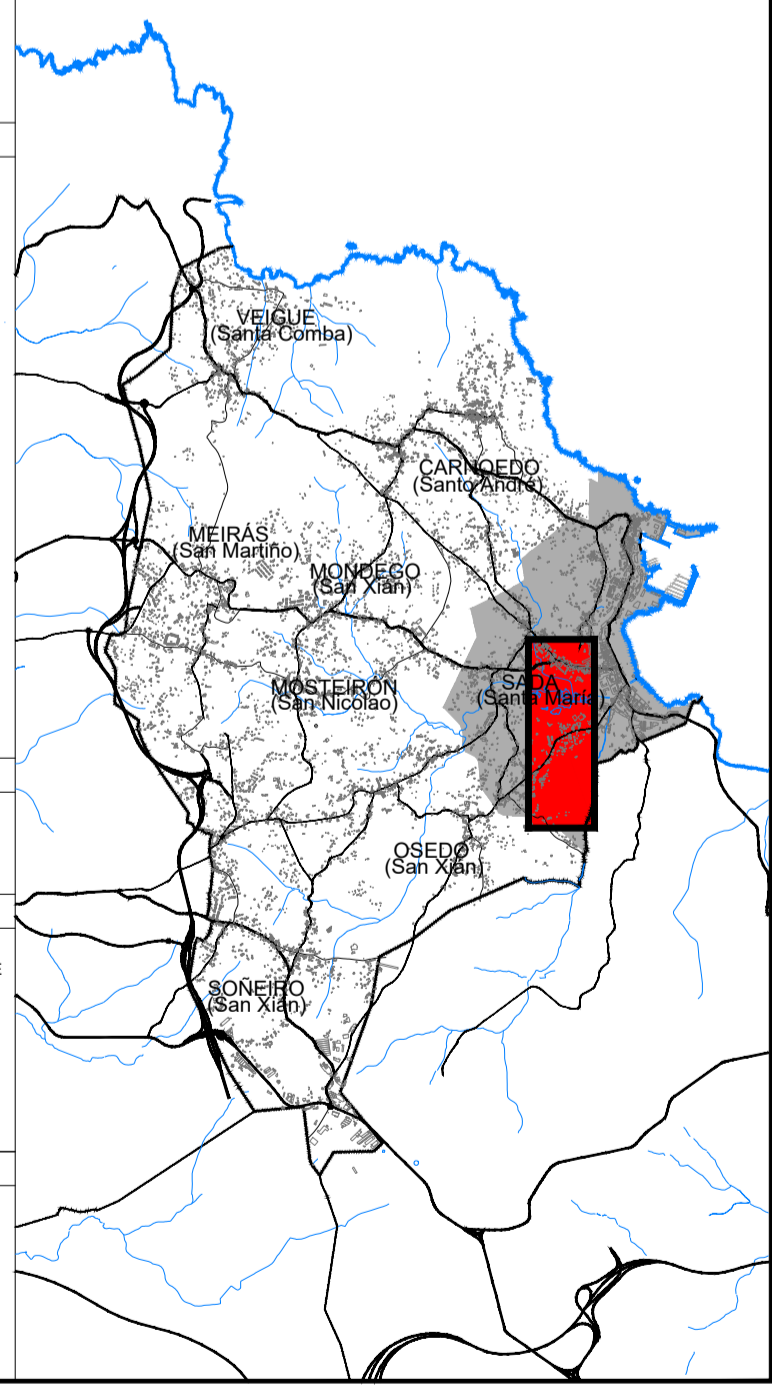 VEIGUE
(Santa Comba)
CARNOEDO
(Santo André)
MEIRÁS
(San Martiño)
MONDEGO
(San Xián)
SADA
(Santa María)
MOSTEIRÓN
(San Nicolao)
OSEDO
(San Xián)
SOÑEIRO
(San Xián)